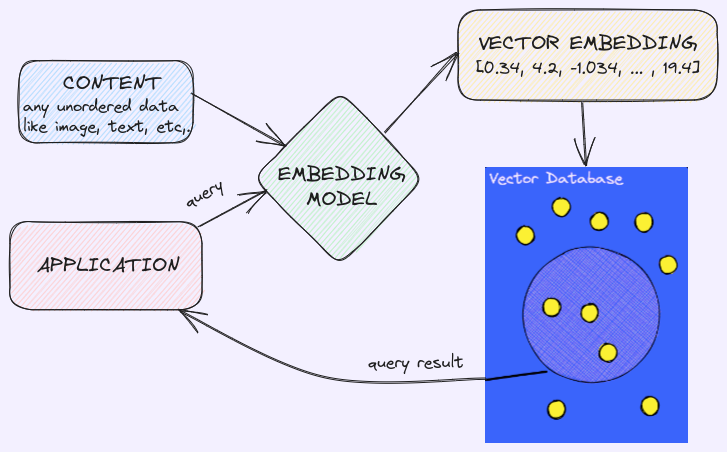 CONTENT
any unordered data
like image, text, etc,.
VECTOR EMBEDDING
[0.34, 4.2, -1.034, ... , 19.4]
EMBEDDING
MODEL
query
APPLICATION
Vector Database
query result